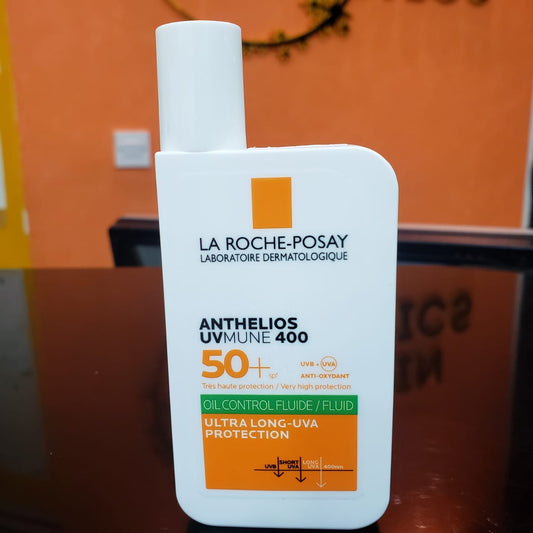 LA ROCHE-POSAY
LABORATOIRE DERMATOLOGIQUE
ANTHELIOS
UVMUNE 400
50+ spf
UVB + UVA
ANTI-OXYDANT
Très haute protection / Very high protection
OIL CONTROL FLUIDE / FLUID
ULTRA LONG-UVA
PROTECTION
UVB SHORT UVA LONG UVA 400nm